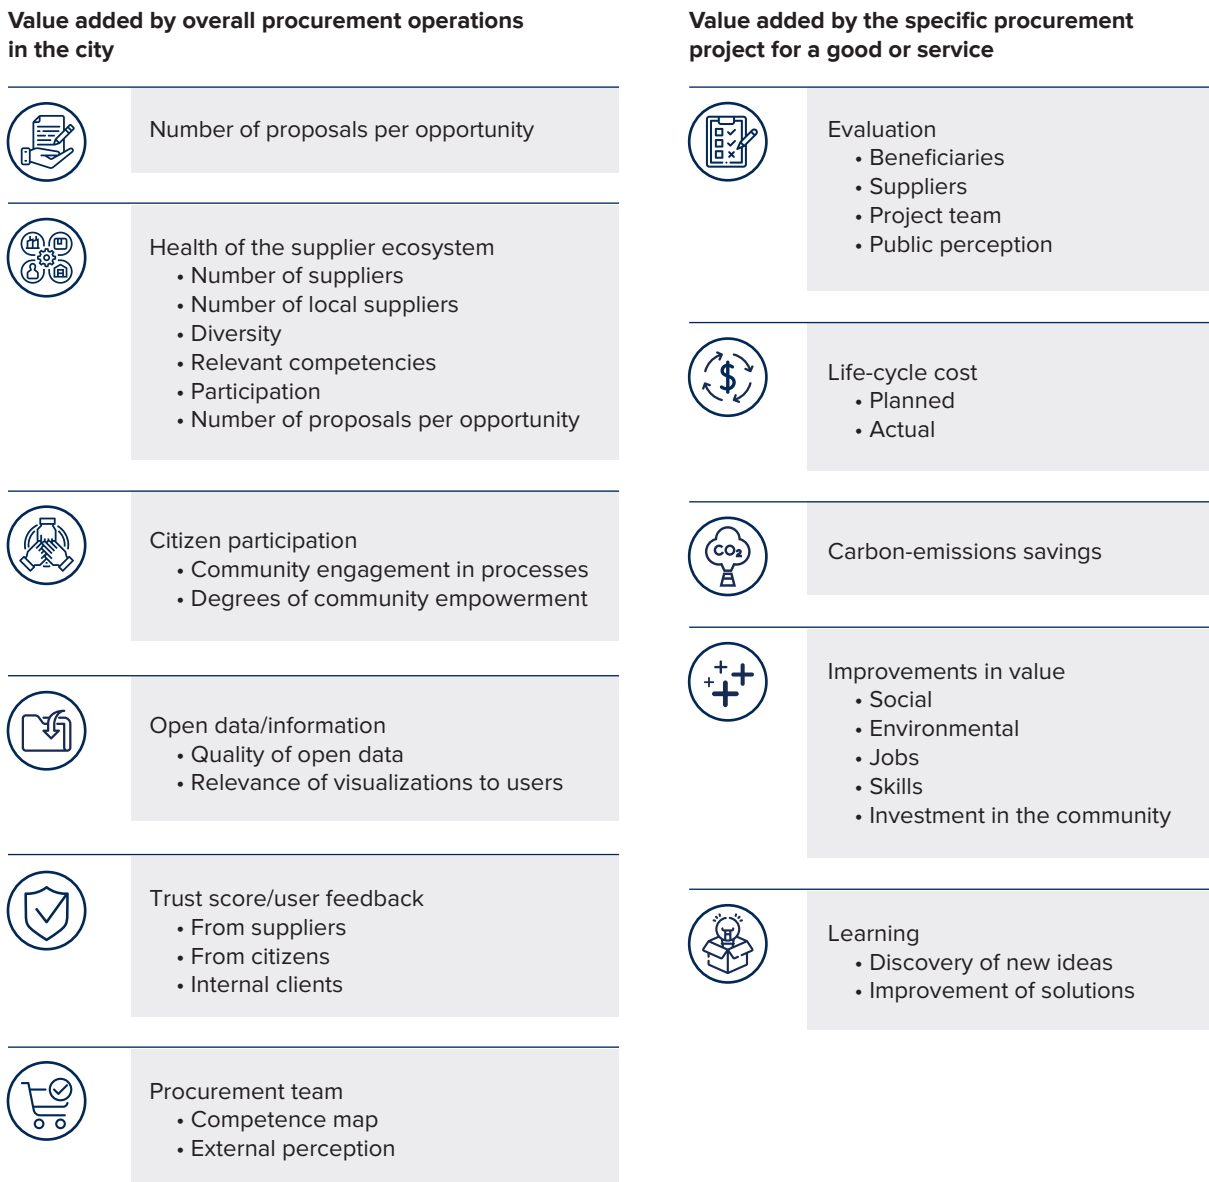 Value added by overall procurement operations
in the city
Number of proposals per opportunity
Health of the supplier ecosystem
• Number of suppliers
• Number of local suppliers
• Diversity
• Relevant competencies
• Participation
• Number of proposals per opportunity
Citizen participation
• Community engagement in processes
• Degrees of community empowerment
Open data/information
• Quality of open data
• Relevance of visualizations to users
Trust score/user feedback
• From suppliers
• From citizens
• Internal clients
Procurement team
• Competence map
• External perception
Value added by the specific procurement
project for a good or service
Evaluation
• Beneficiaries
• Suppliers
• Project team
• Public perception
$
Life-cycle cost
• Planned
• Actual
CO₂
Carbon-emissions savings
Improvements in value
• Social
• Environmental
• Jobs
• Skills
• Investment in the community
Learning
• Discovery of new ideas
• Improvement of solutions